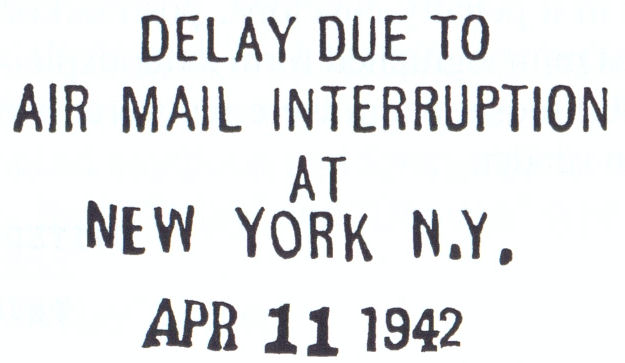 DELAY DUE TO
AIR MAIL INTERRUPTION
AT
NEW YORK N.Y.
APR 11 1942